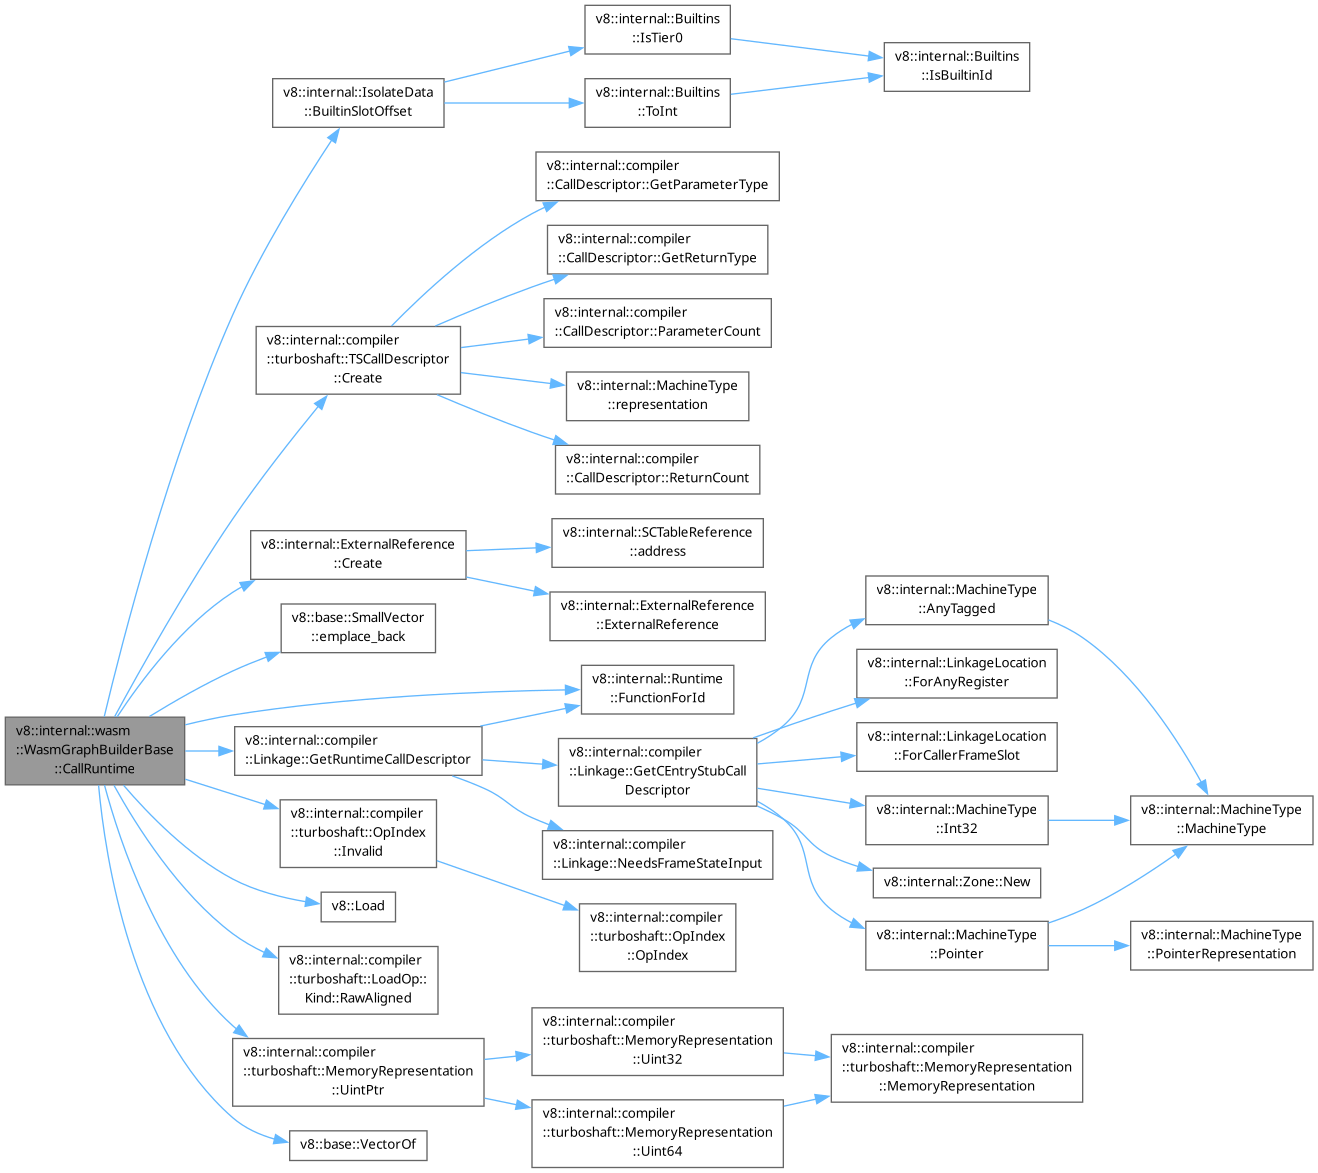 v8::internal::wasm
::WasmGraphBuilderBase
::CallRuntime
v8::internal::IsolateData
::BuiltinSlotOffset
v8::internal::Builtins
::IsTier0
v8::internal::Builtins
::ToInt
v8::internal::Builtins
::IsBuiltinId
v8::internal::compiler
::turboshaft::TSCallDescriptor
::Create
v8::internal::compiler
::CallDescriptor::GetParameterType
v8::internal::compiler
::CallDescriptor::GetReturnType
v8::internal::compiler
::CallDescriptor::ParameterCount
v8::internal::MachineType
::representation
v8::internal::compiler
::CallDescriptor::ReturnCount
v8::internal::ExternalReference
::Create
v8::internal::SCTableReference
::address
v8::internal::ExternalReference
::ExternalReference
v8::base::SmallVector
::emplace_back
v8::internal::Runtime
::FunctionForId
v8::internal::compiler
::Linkage::GetRuntimeCallDescriptor
v8::internal::compiler
::Linkage::GetCEntryStubCall
Descriptor
v8::internal::MachineType
::AnyTagged
v8::internal::LinkageLocation
::ForAnyRegister
v8::internal::LinkageLocation
::ForCallerFrameSlot
v8::internal::MachineType
::Int32
v8::internal::Zone::New
v8::internal::MachineType
::Pointer
v8::internal::MachineType
::MachineType
v8::internal::MachineType
::PointerRepresentation
v8::internal::compiler
::Linkage::NeedsFrameStateInput
v8::internal::compiler
::turboshaft::OpIndex
::Invalid
v8::internal::compiler
::turboshaft::OpIndex
::OpIndex
v8::Load
v8::internal::compiler
::turboshaft::LoadOp::
Kind::RawAligned
v8::internal::compiler
::turboshaft::MemoryRepresentation
::UintPtr
v8::internal::compiler
::turboshaft::MemoryRepresentation
::Uint32
v8::internal::compiler
::turboshaft::MemoryRepresentation
::Uint64
v8::internal::compiler
::turboshaft::MemoryRepresentation
::MemoryRepresentation
v8::base::VectorOf